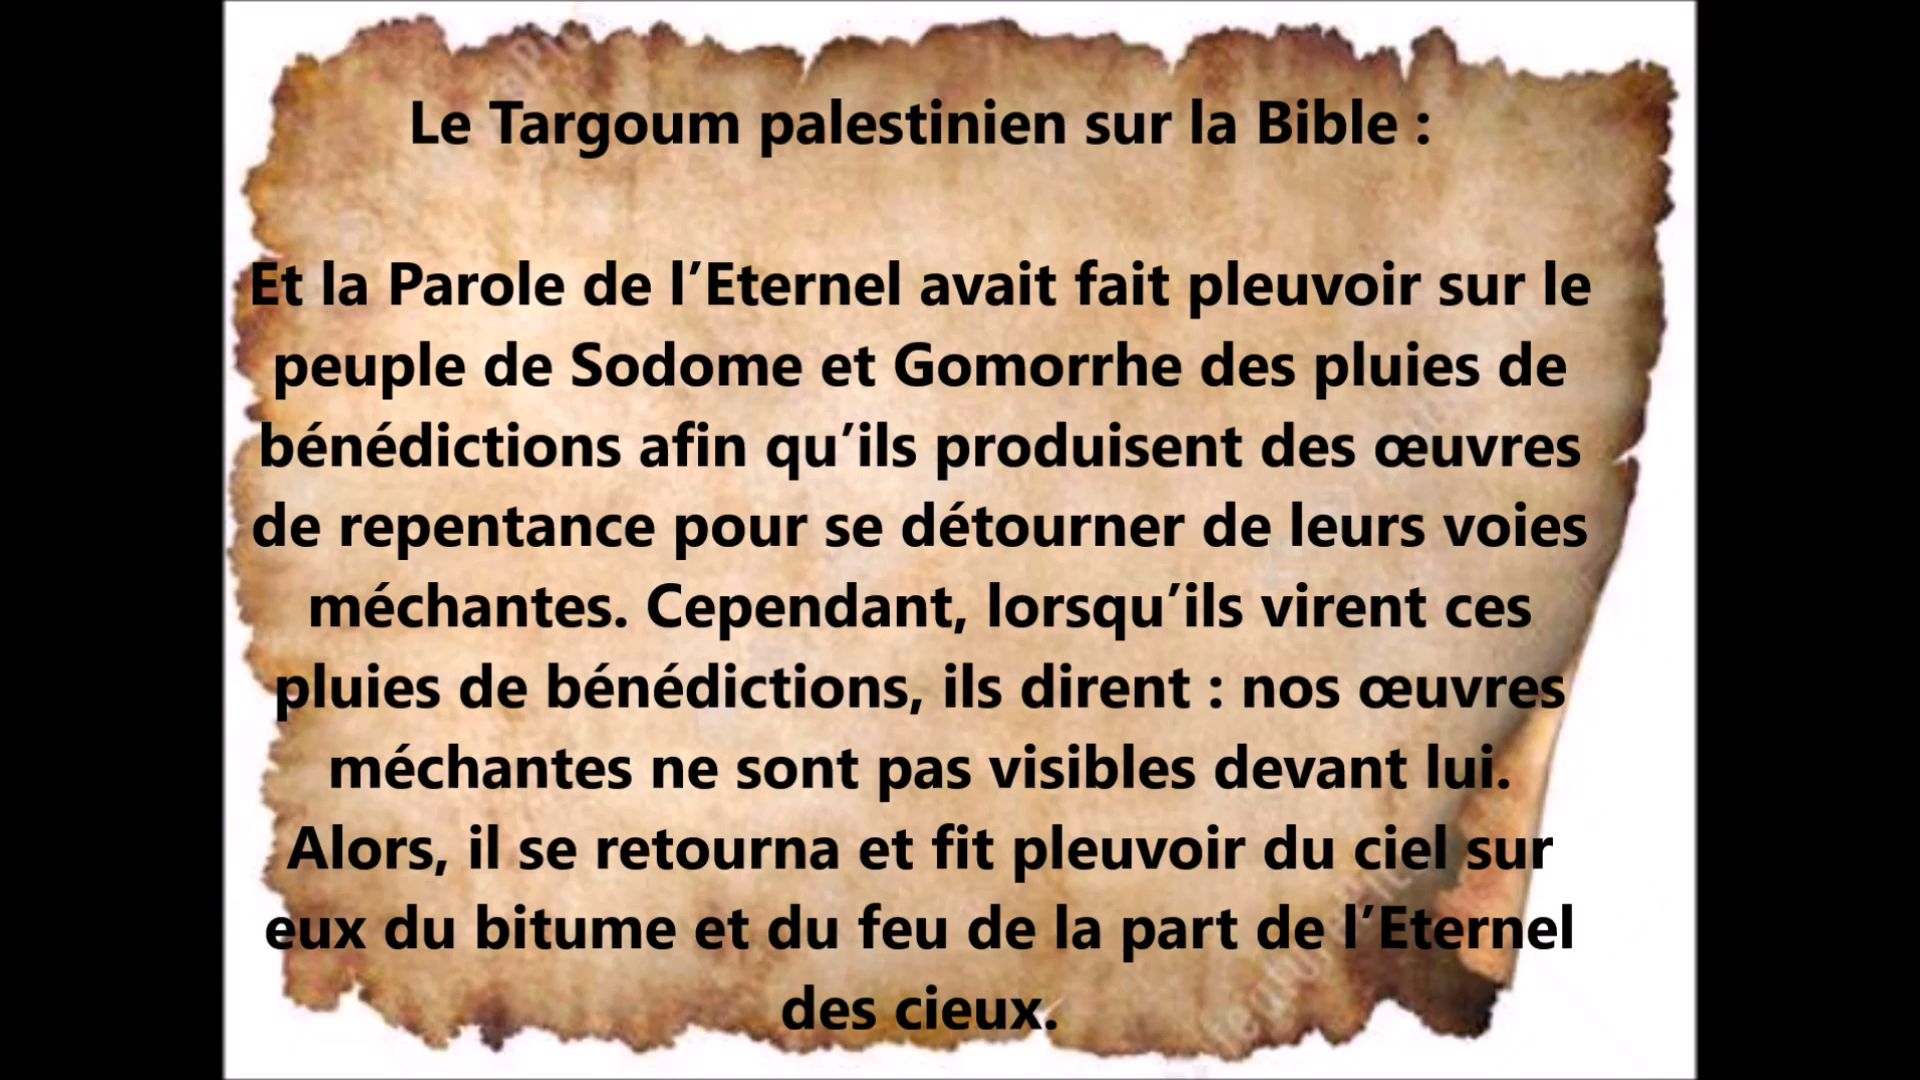 Le Targoum palestinien sur la Bible :
Et la Parole de l’Eternel avait fait pleuvoir sur le
peuple de Sodome et Gomorrhe des pluies de
bénédictions afin qu’ils produisent des œuvres
de repentance pour se détourner de leurs voies
méchantes. Cependant, lorsqu’ils virent ces
pluies de bénédictions, ils dirent : nos œuvres
méchantes ne sont pas visibles devant lui.
Alors, il se retourna et fit pleuvoir du ciel sur
eux du bitume et du feu de la part de l’Eternel
des cieux.